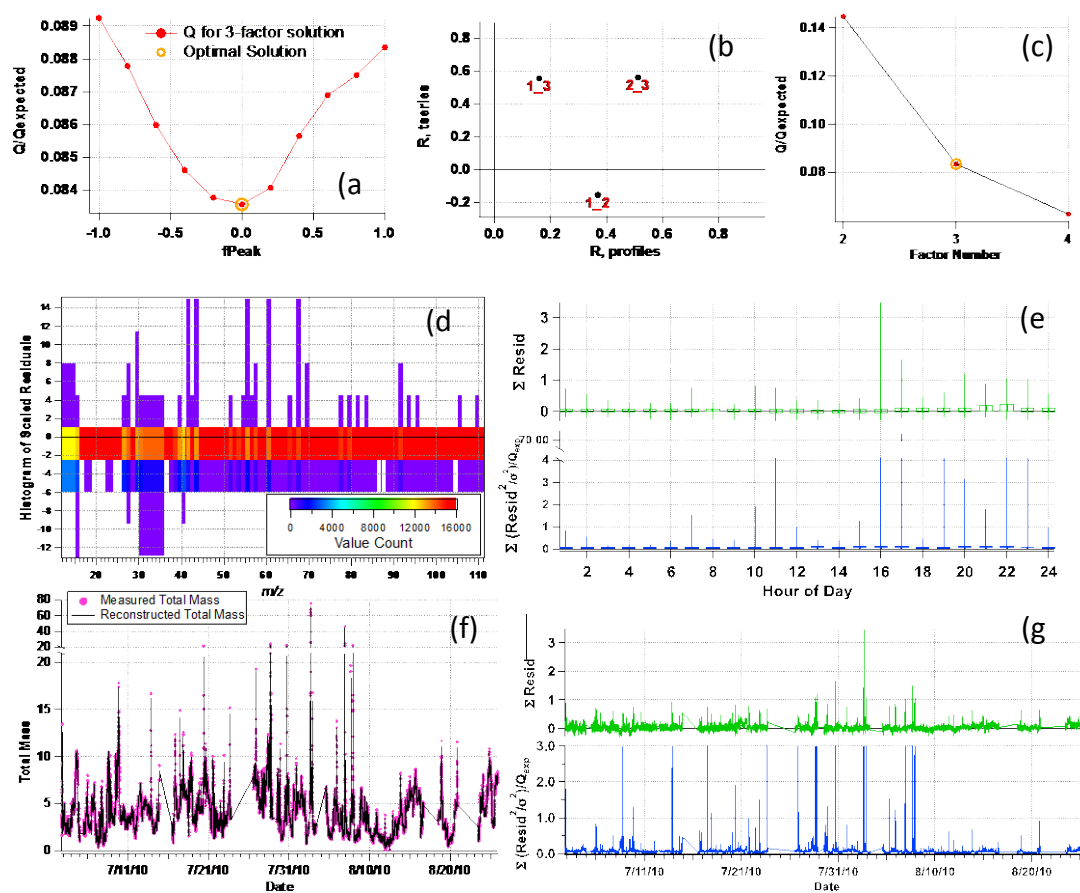 0.089
0.088
0.086
0.085
0.084
Q/Qexpected
Q for 3-factor solution
Optimal Solution
(a
-1.0 -0.5 0.0 0.5 1.0
fPeak
0.8
0.6
0.4
0.2
0.0
-0.2
R, tseries
(b)
1_3
2_3
1_2
0.0 0.2 0.4 0.6 0.8
R, profiles
0.14
0.12
0.10
0.08
Q/Qexpected
(c)
2 3 4
Factor Number
14
12
10
8
6
4
2
0
-2
-4
-6
-8
-10
-12
Histogram of Scaled Residuals
(d
0 4000 8000 12000 16000
Value Count
20 30 40 50 60 70 80 90 100 110
m/z
3
2
1
0
Σ Resid
(e
70.00
4
3
2
1
0
Σ (Resid²/σ²)/Qexp
2 4 6 8 10 12 14 16 18 20 22 24
Hour of Day
Measured Total Mass
Reconstructed Total Mass
80
60
40
20
20
15
10
5
0
Total Mass
(f)
7/11/10 7/21/10 7/31/10 8/10/10 8/20/10
Date
3
2
1
0
Σ Resid
(g
3.0
2.0
1.0
0.0
Σ (Resid²/σ²)/Qexp
7/11/10 7/21/10 7/31/10 8/10/10 8/20/10
Date